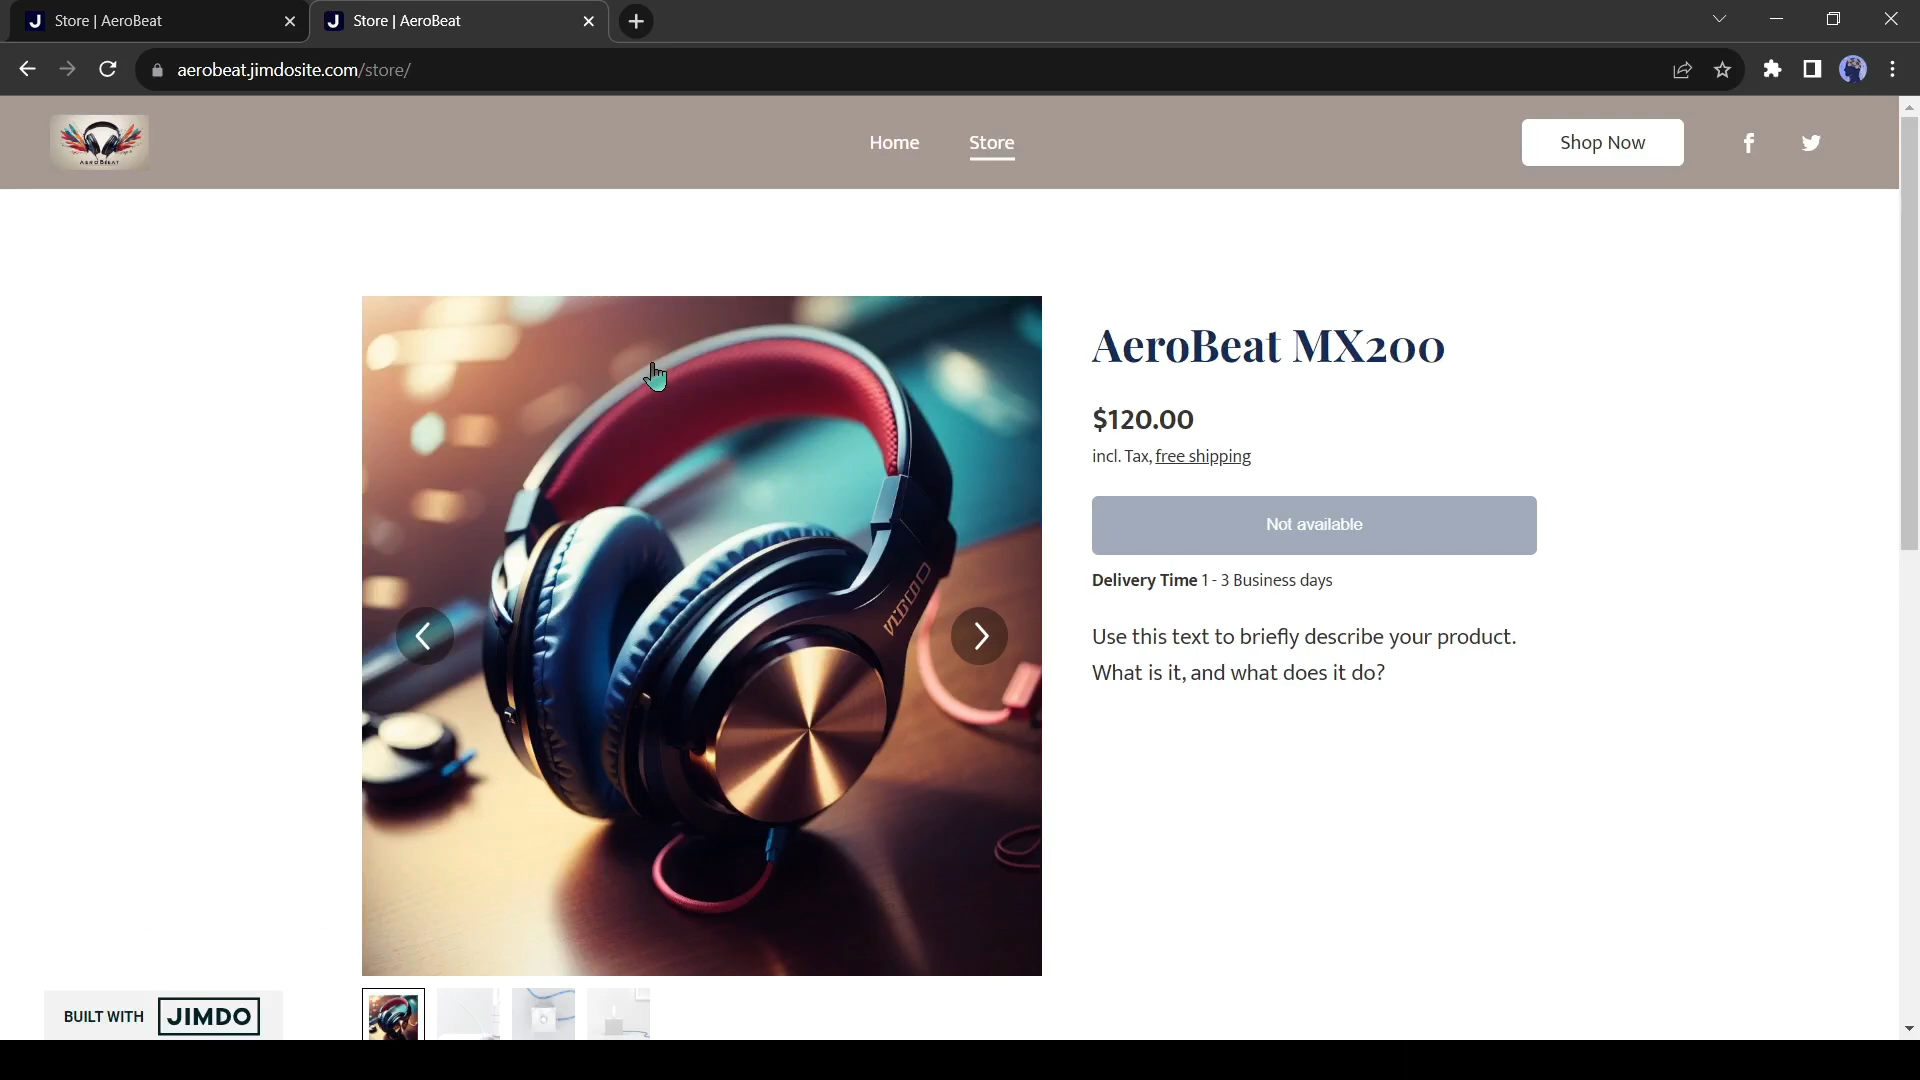 Store | AeroBeat
Store | AeroBeat
aerobeat.jimdosite.com/store/
AEROBEAT
Home
Store
Shop Now
AeroBeat MX200
$120.00
incl. Tax, free shipping
Not available
Delivery Time 1 - 3 Business days
Use this text to briefly describe your product.
What is it, and what does it do?
BUILT WITH JIMDO